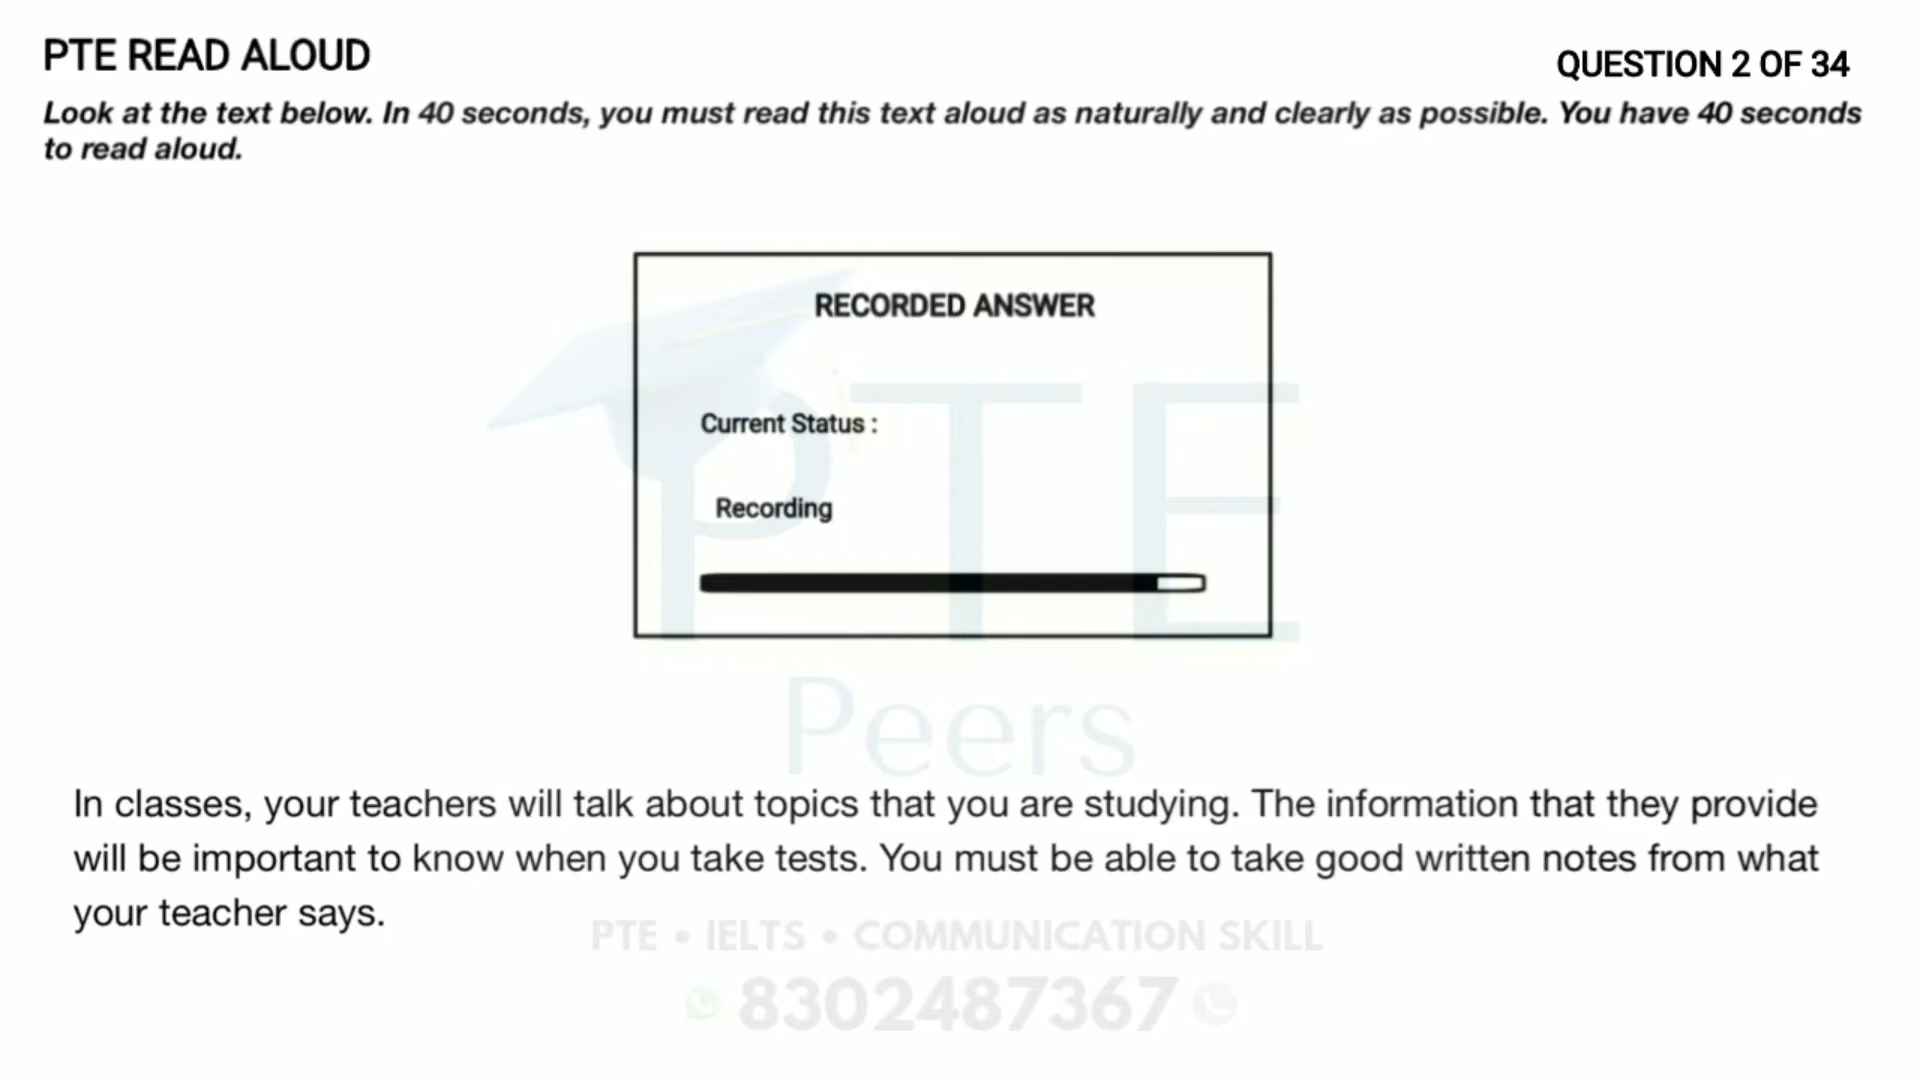 PTE READ ALOUD
QUESTION 2 OF 34
Look at the text below. In 40 seconds, you must read this text aloud as naturally and clearly as possible. You have 40 seconds
to read aloud.
RECORDED ANSWER
Current Status :
Recording
PTE
Peers
In classes, your teachers will talk about topics that you are studying. The information that they provide
will be important to know when you take tests. You must be able to take good written notes from what
your teacher says.
PTE • IELTS • COMMUNICATION SKILL
8302487367